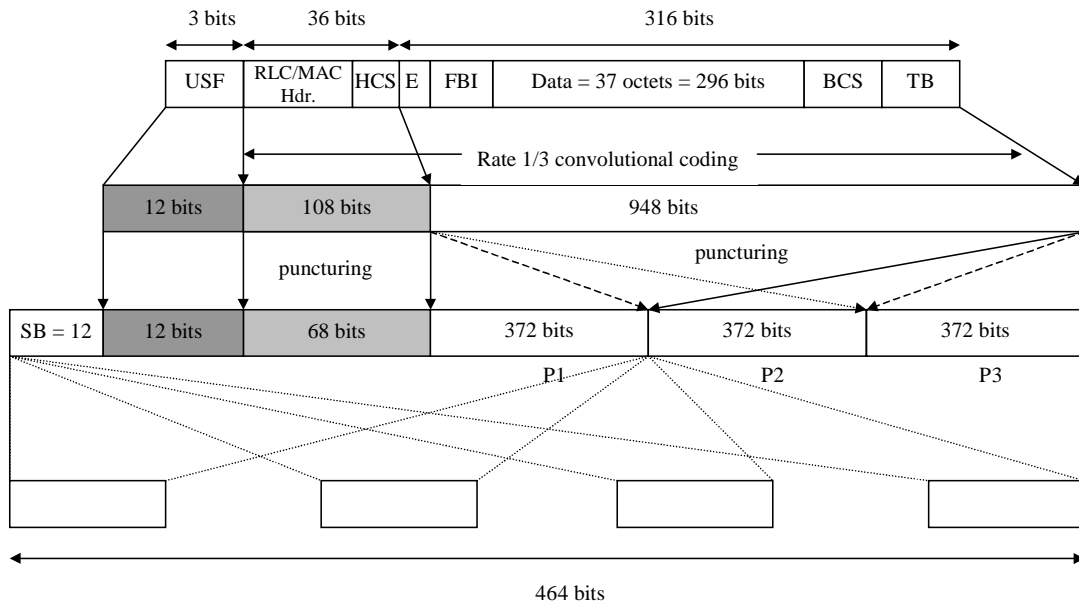 3 bits 36 bits 316 bits
USF RLC/MAC Hdr. HCS E FBI Data = 37 octets = 296 bits BCS TB
Rate 1/3 convolutional coding
12 bits 108 bits 948 bits
puncturing puncturing
SB = 12 12 bits 68 bits 372 bits 372 bits 372 bits
P1 P2 P3
464 bits